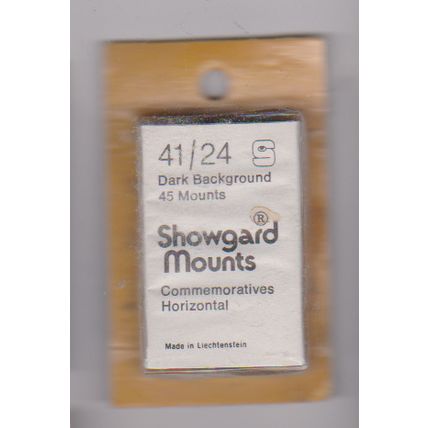 41/24 S
Dark Background
45 Mounts
Showgard®
Mounts
Commemoratives
Horizontal
Made in Liechtenstein